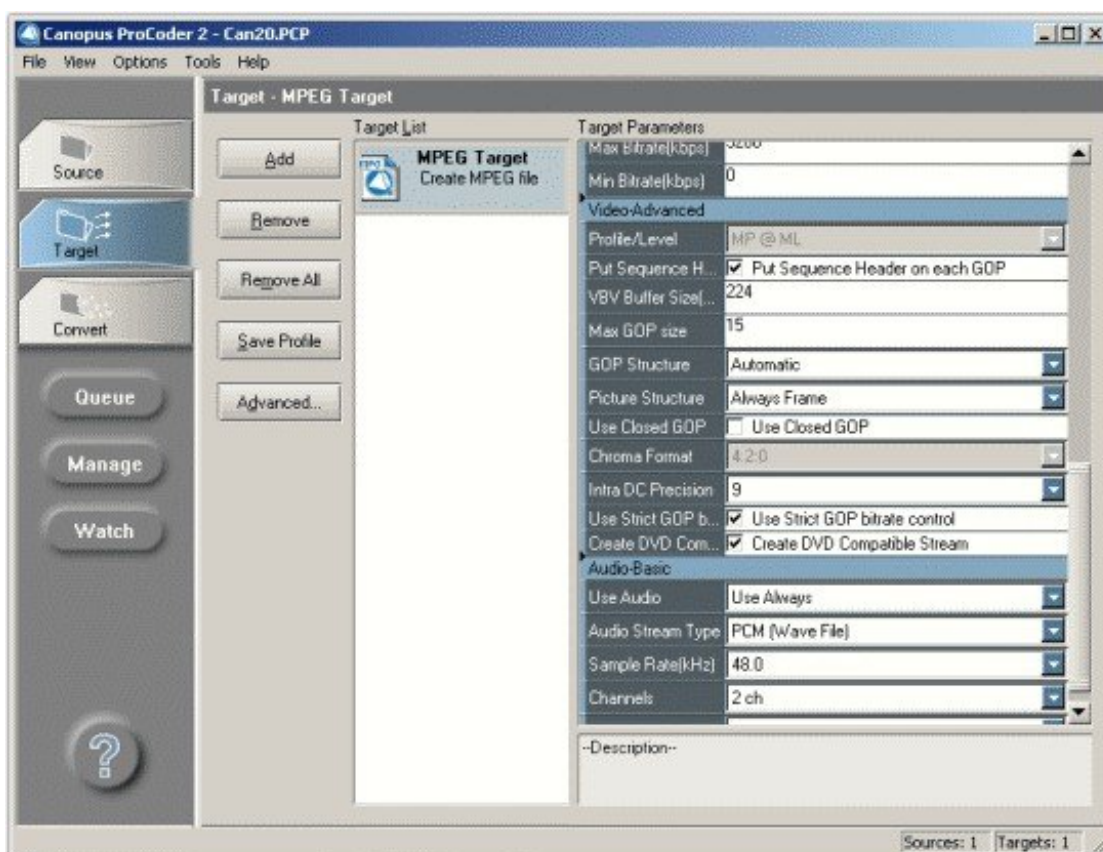 Canopus ProCoder 2 - Can20.PCP
File View Options Tools Help
Target - MPEG Target
Source
Target
Convert
Queue
Manage
Watch
Add
Remove
Remove All
Save Profile
Advanced...
Target List
MPEG Target
Create MPEG file
Target Parameters
Max Bitrate(kbps)
Min Bitrate(kbps) 0
Video-Advanced
Profile/Level MP @ ML
Put Sequence H... Put Sequence Header on each GOP
VBV Buffer Size(... 224
Max GOP size 15
GOP Structure Automatic
Picture Structure Always Frame
Use Closed GOP Use Closed GOP
Chroma Format 4:2:0
Intra DC Precision 9
Use Strict GOP b... Use Strict GOP bitrate control
Create DVD Com... Create DVD Compatible Stream
Audio-Basic
Use Audio Use Always
Audio Stream Type PCM (Wave File)
Sample Rate(kHz) 48.0
Channels 2 ch
--Description--
Sources: 1 Targets: 1